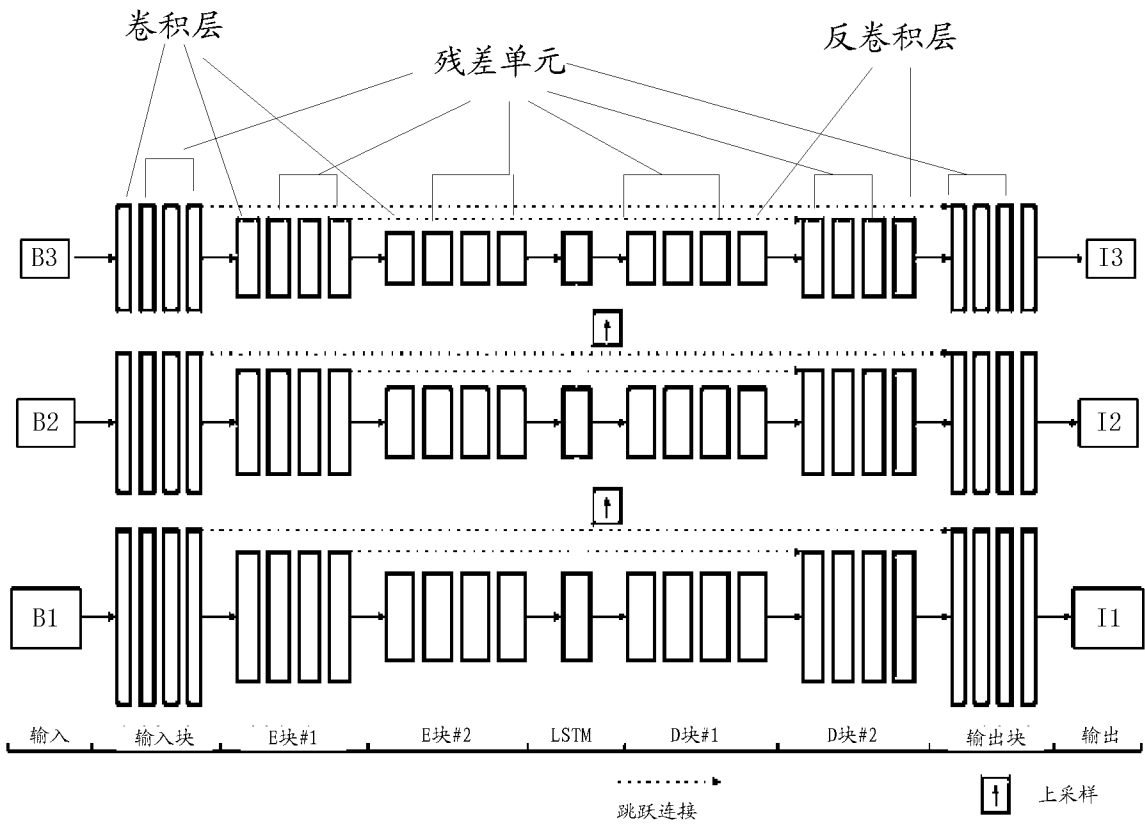 卷积层
残差单元
反卷积层
B3
I3
B2
I2
B1
I1
输入
输入块
E块#1
E块#2
LSTM
D块#1
D块#2
输出块
输出
跳跃连接
上采样